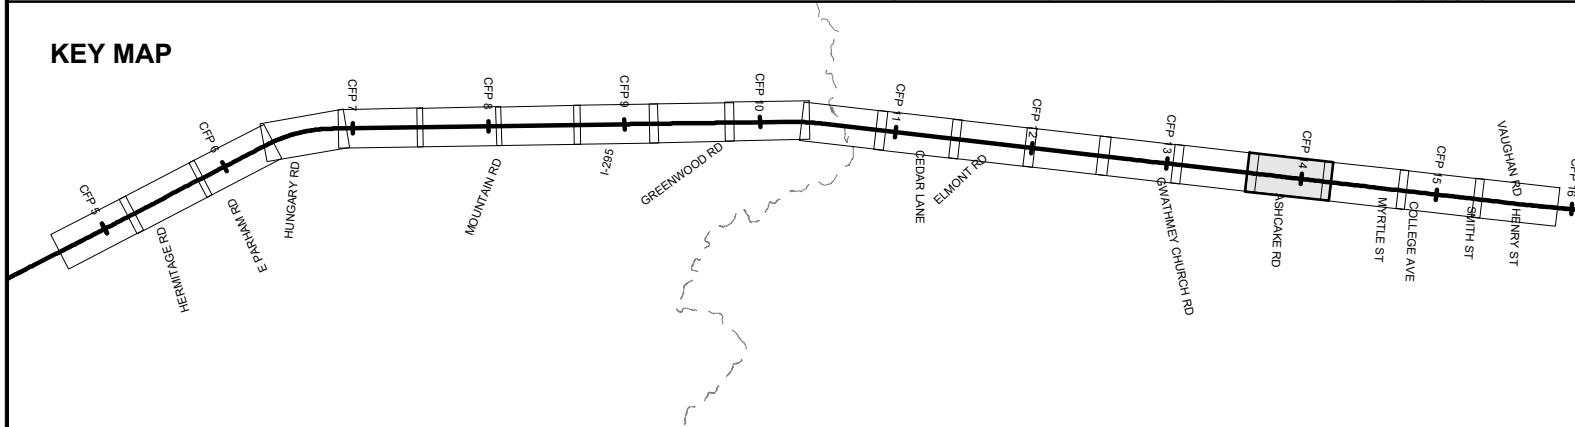 KEY MAP
CFP 5
CFP 6
CFP 7
CFP 8
CFP 9
CFP 10
CFP 11
CFP 12
CFP 13
CFP 14
CFP 15
CFP 16
HERMITAGE RD
E PARHAM RD
HUNGARY RD
MOUNTAIN RD
I-295
GREENWOOD RD
CEDAR LANE
ELMONT RD
GWATHMEY CHURCH RD
ASHCAKE RD
MYRTLE ST
COLLEGE AVE
SMITH ST
VAUGHAN RD
HENRY ST